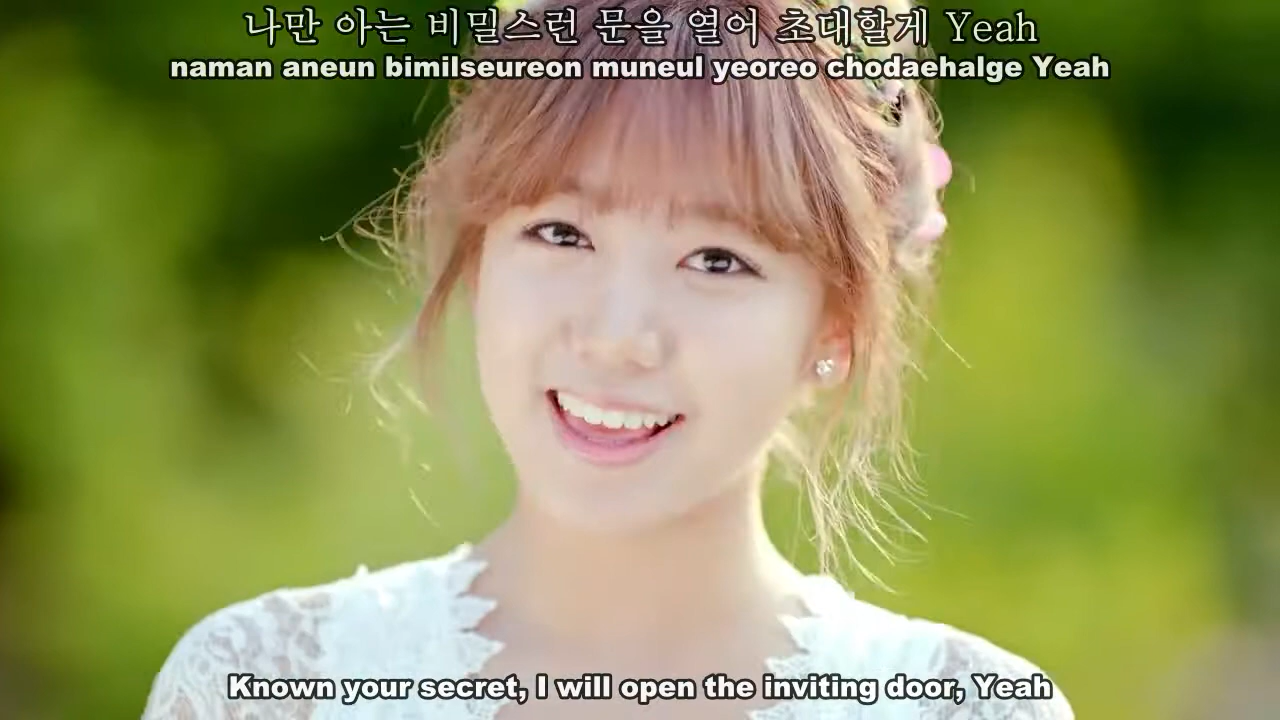 나만 아는 비밀스런 문을 열어 초대할게 Yeah
naman aneun bimilseureon muneul yeoreo chodaehalge Yeah
Known your secret, I will open the inviting door, Yeah